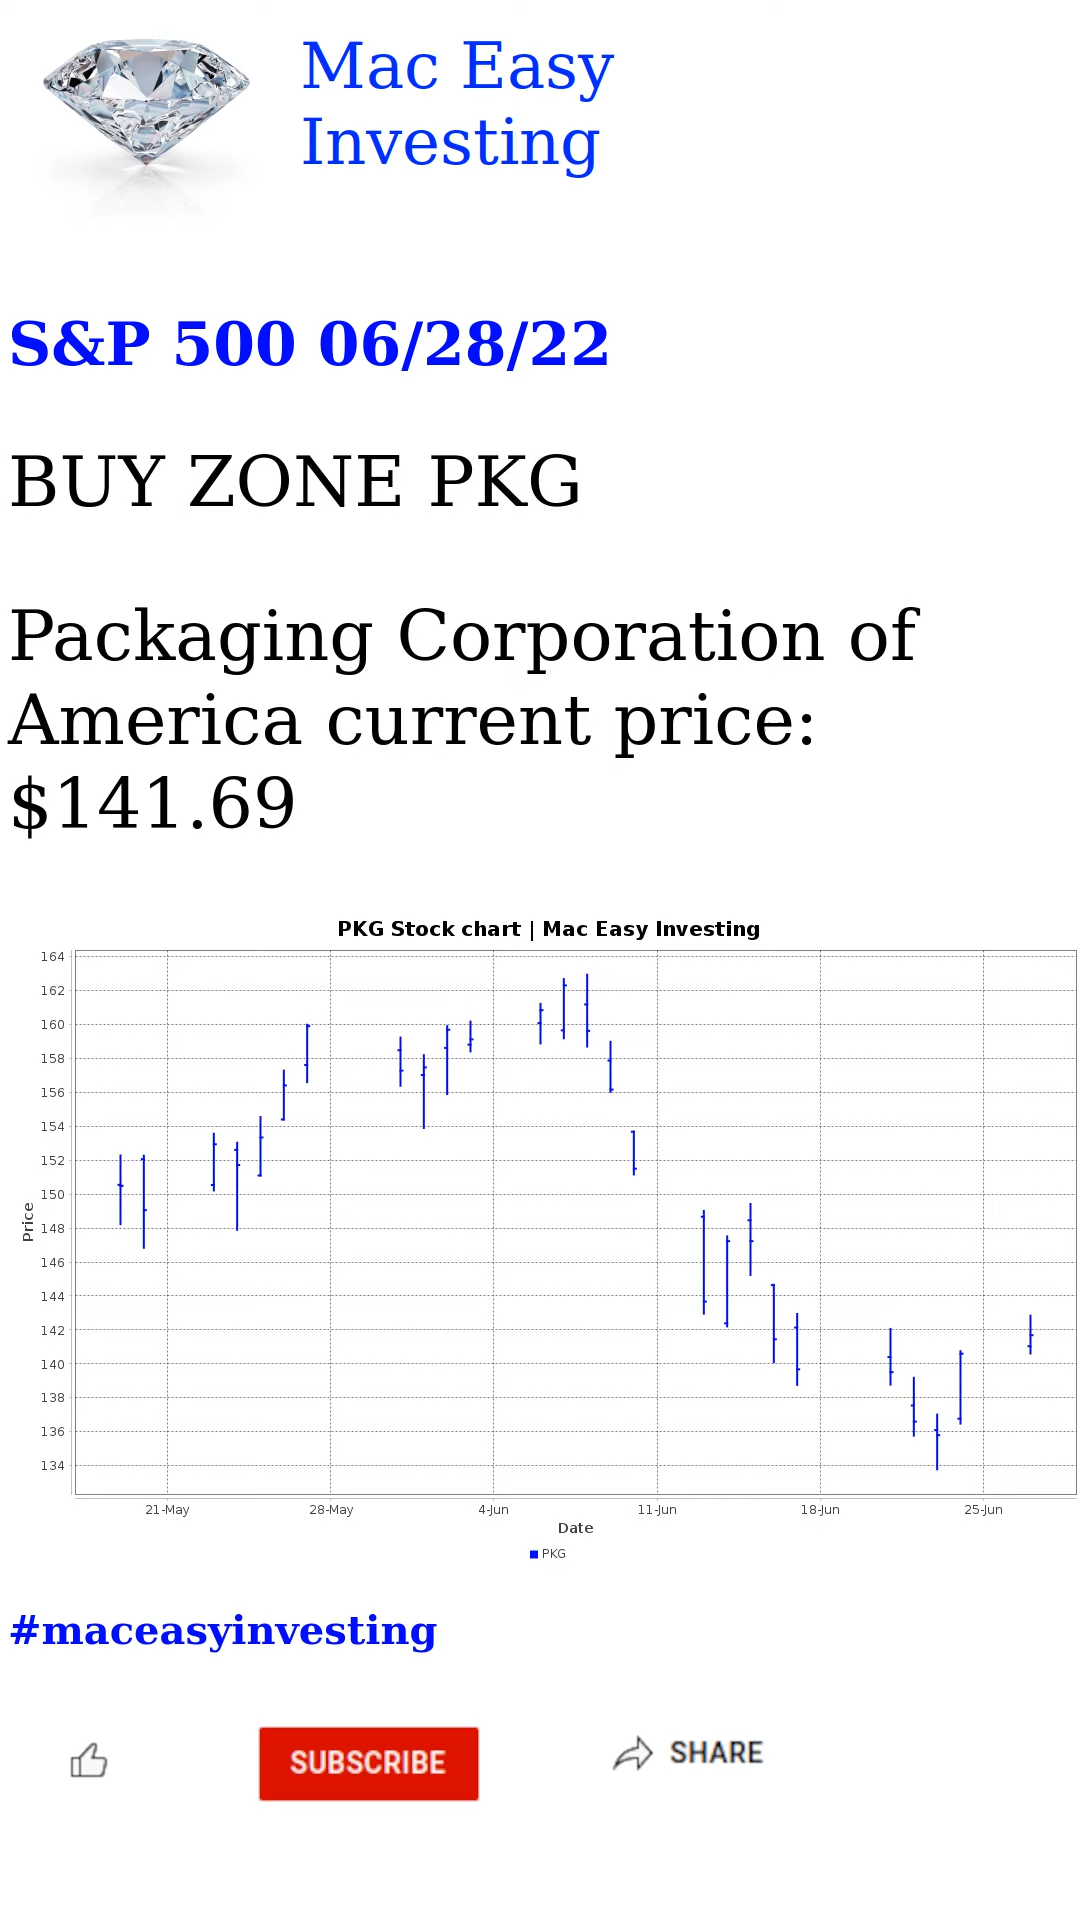 Mac Easy
Investing
S&P 500 06/28/22
BUY ZONE PKG
Packaging Corporation of
America current price:
$141.69
PKG Stock chart | Mac Easy Investing
164
162
160
158
156
154
152
150
148
146
144
142
140
138
136
134
Price
21-May 28-May 4-Jun 11-Jun 18-Jun 25-Jun
Date
PKG
#maceasyinvesting
SUBSCRIBE SHARE